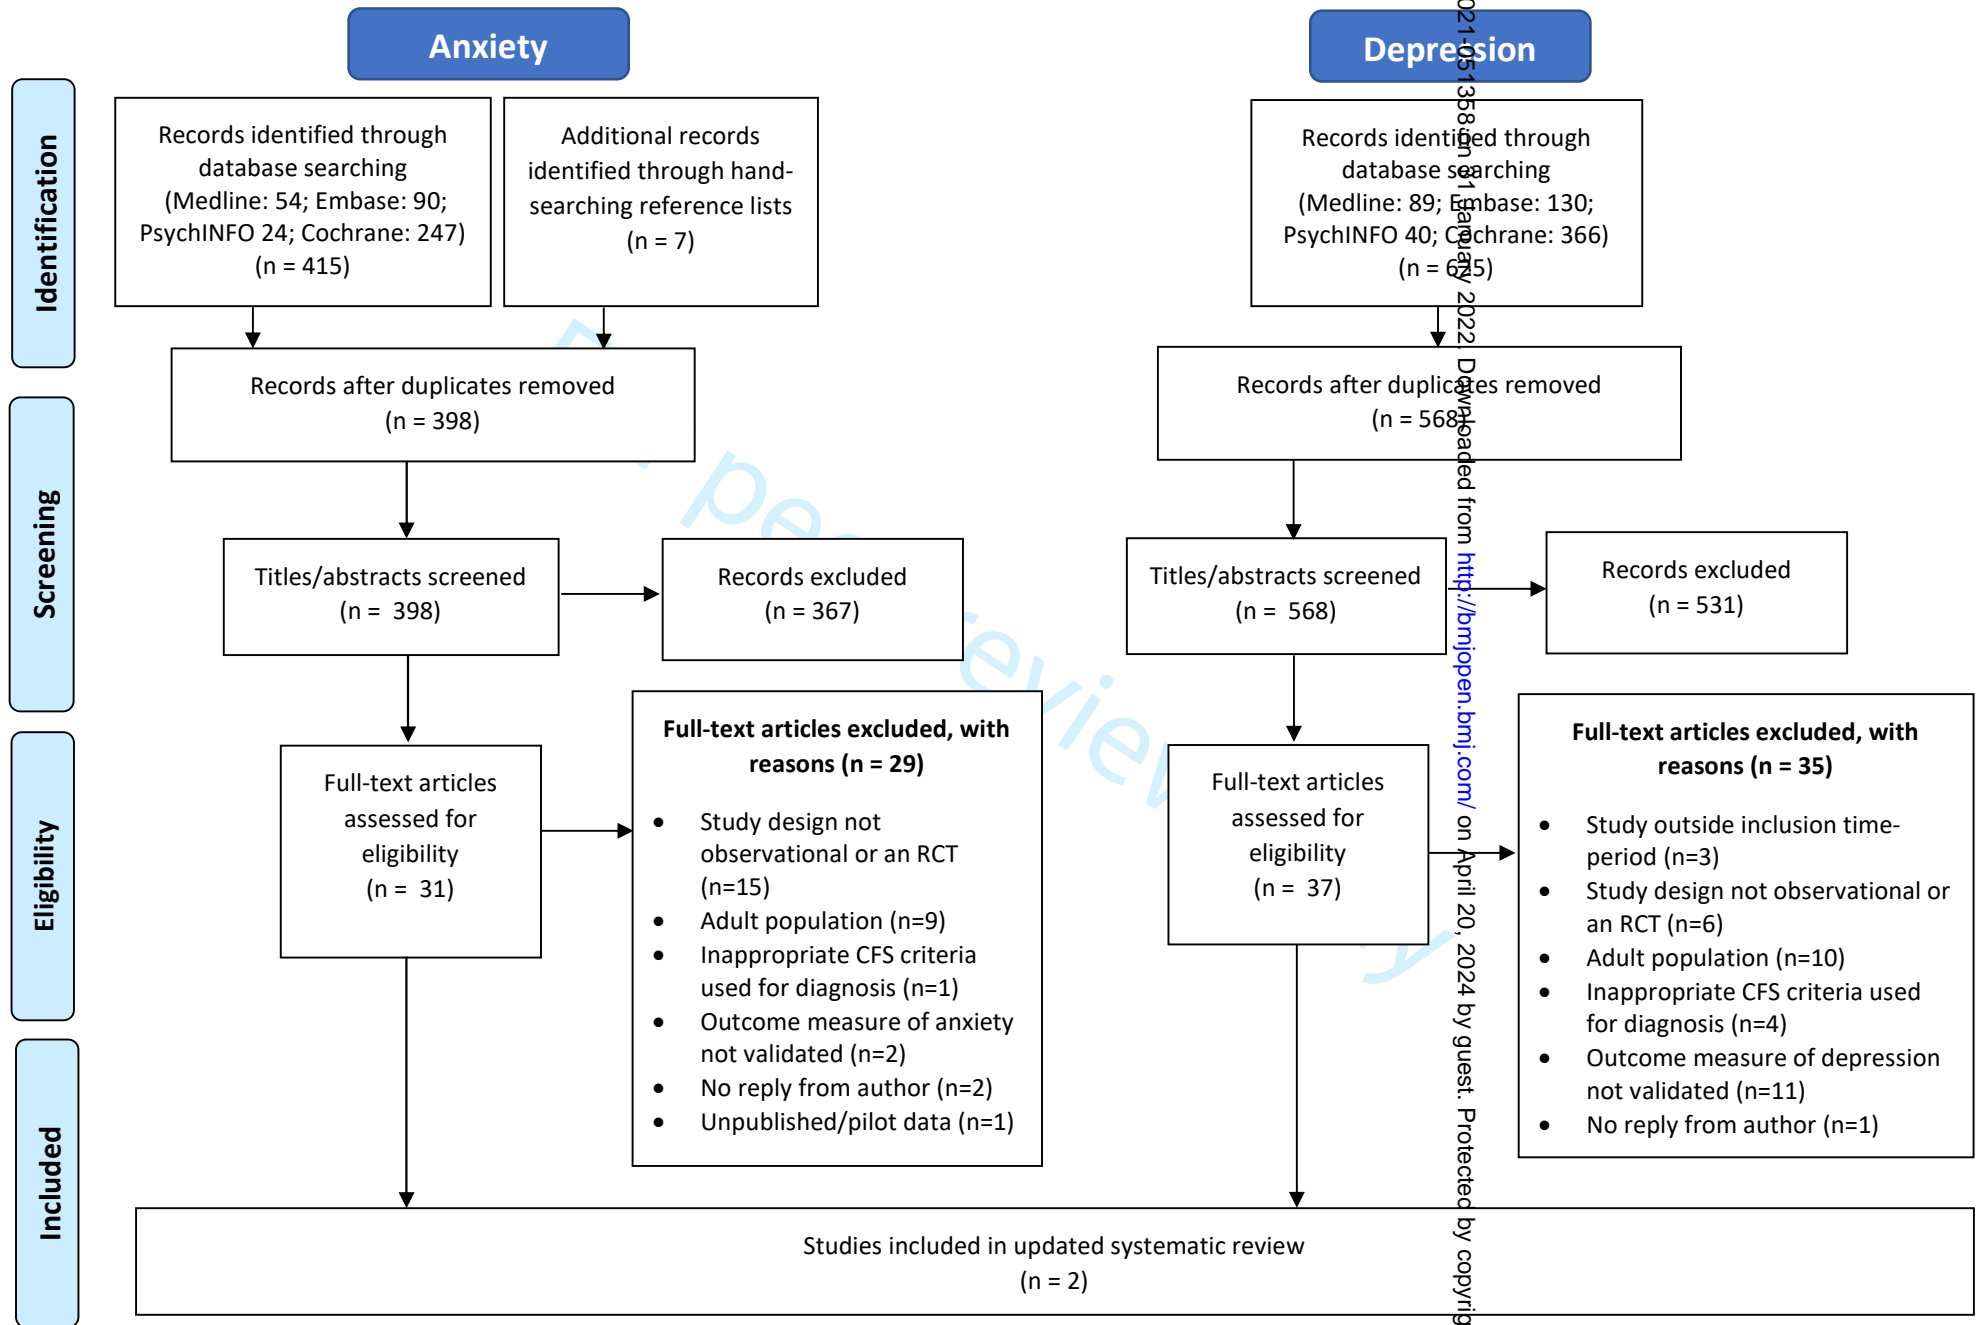 Anxiety
Depression
Identification
Records identified through
database searching
(Medline: 54; Embase: 90;
PsychINFO 24; Cochrane: 247)
(n = 415)
Additional records
identified through hand-
searching reference lists
(n = 7)
Records identified through
database searching
(Medline: 89; Embase: 130;
PsychINFO 40; Cochrane: 366)
(n = 625)
Records after duplicates removed
(n = 398)
Records after duplicates removed
(n = 568)
Screening
Titles/abstracts screened
(n = 398)
Records excluded
(n = 367)
Titles/abstracts screened
(n = 568)
Records excluded
(n = 531)
Eligibility
Full-text articles
assessed for
eligibility
(n = 31)
Full-text articles excluded, with
reasons (n = 29)
• Study design not
observational or an RCT
(n=15)
• Adult population (n=9)
• Inappropriate CFS criteria
used for diagnosis (n=1)
• Outcome measure of anxiety
not validated (n=2)
• No reply from author (n=2)
• Unpublished/pilot data (n=1)
Full-text articles
assessed for
eligibility
(n = 37)
Full-text articles excluded, with
reasons (n = 35)
• Study outside inclusion time-
period (n=3)
• Study design not observational or
an RCT (n=6)
• Adult population (n=10)
• Inappropriate CFS criteria used
for diagnosis (n=4)
• Outcome measure of depression
not validated (n=11)
• No reply from author (n=1)
Included
Studies included in updated systematic review
(n = 2)
peer review
021-051358 on 31 January 2022. Downloaded from http://bmjopen.bmj.com/ on April 20, 2024 by guest. Protected by copyrig